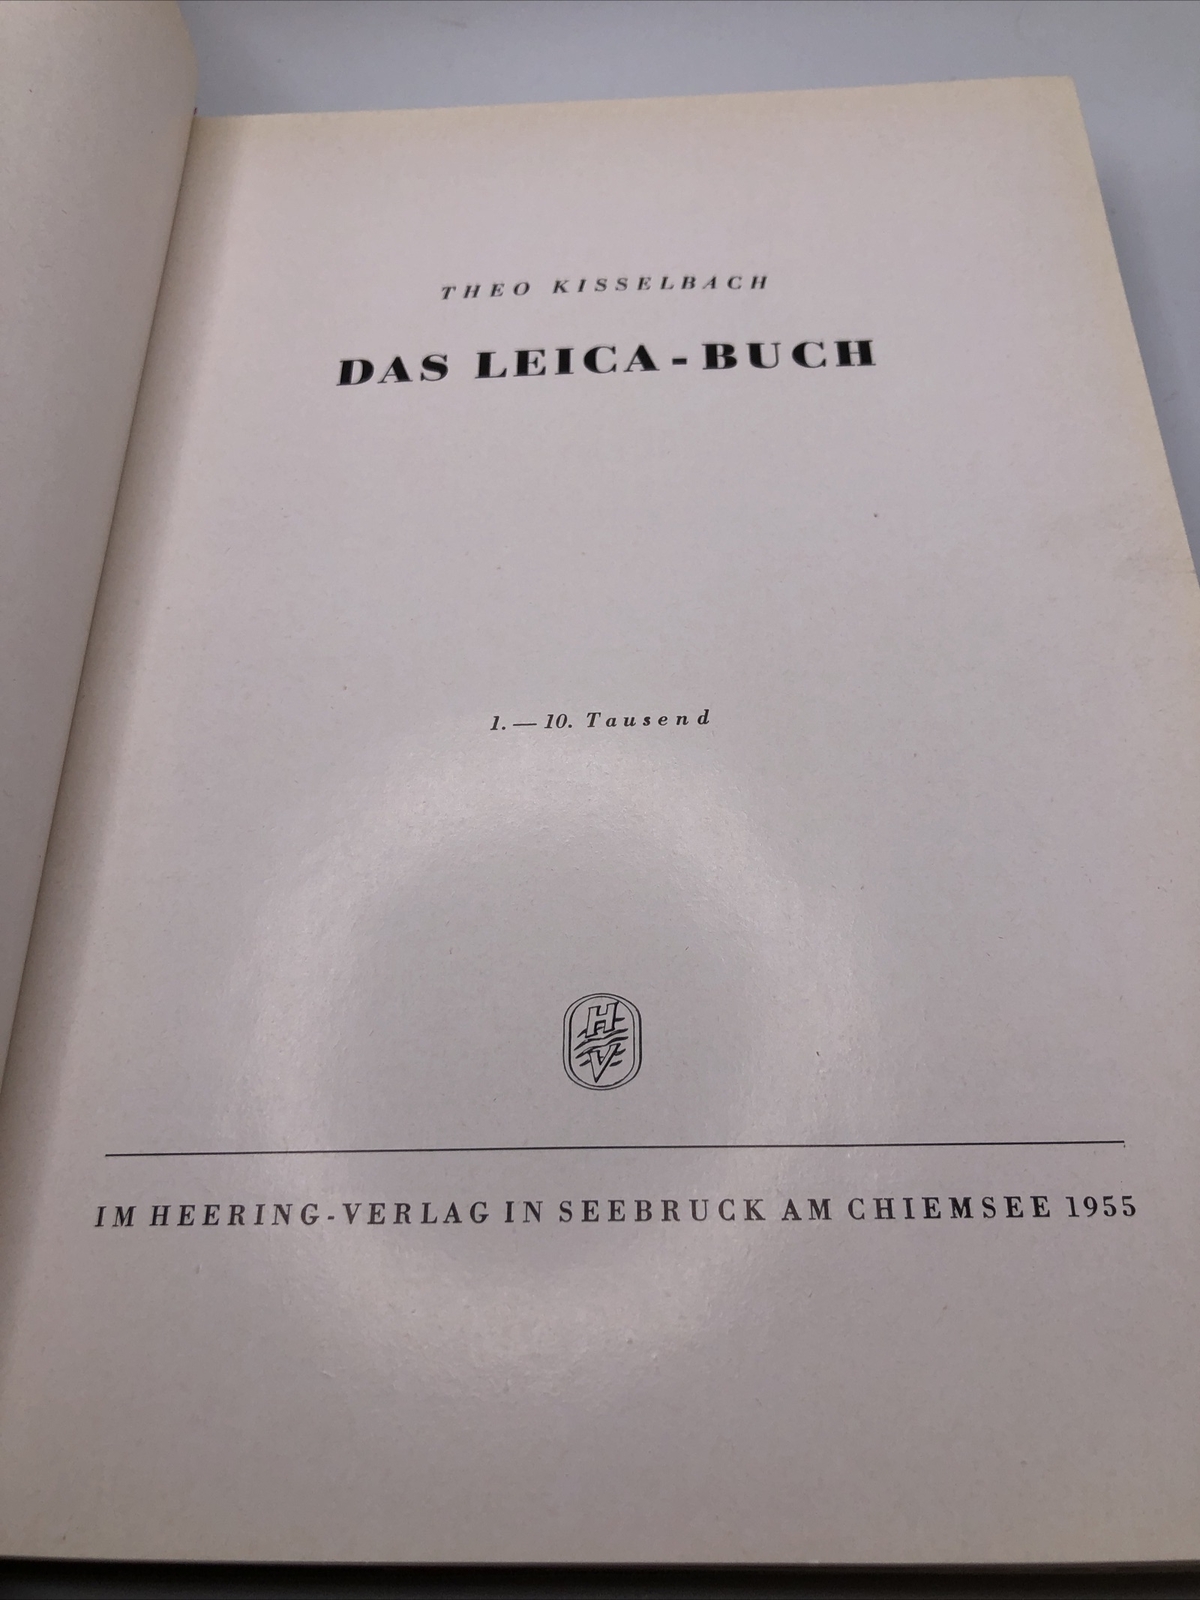 THEO KISSELBACH
DAS LEICA-BUCH
1.—10. Tausend
H
V
IM HEERING-VERLAG IN SEEBRUCK AM CHIEMSEE 1955